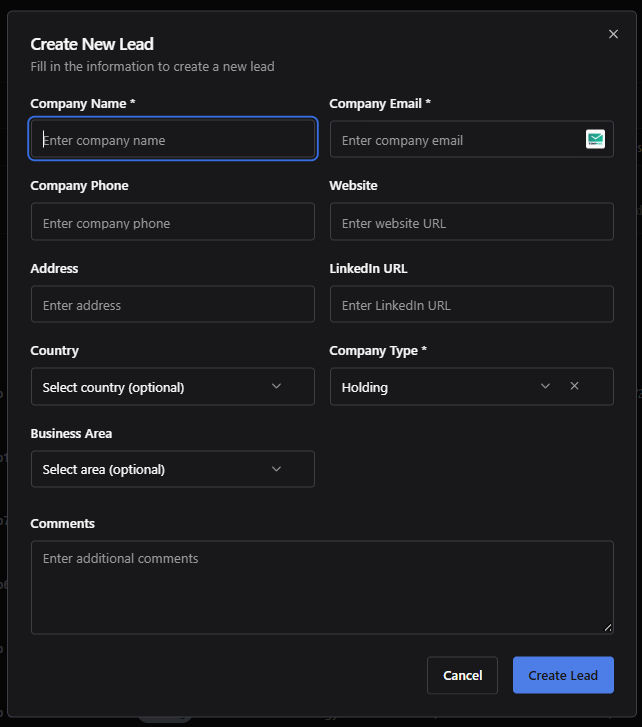 Create New Lead
Fill in the information to create a new lead
Company Name * Company Email *
Enter company name Enter company email
Company Phone Website
Enter company phone Enter website URL
Address LinkedIn URL
Enter address Enter LinkedIn URL
Country Company Type *
Select country (optional) Holding
Business Area
Select area (optional)
Comments
Enter additional comments
Cancel Create Lead